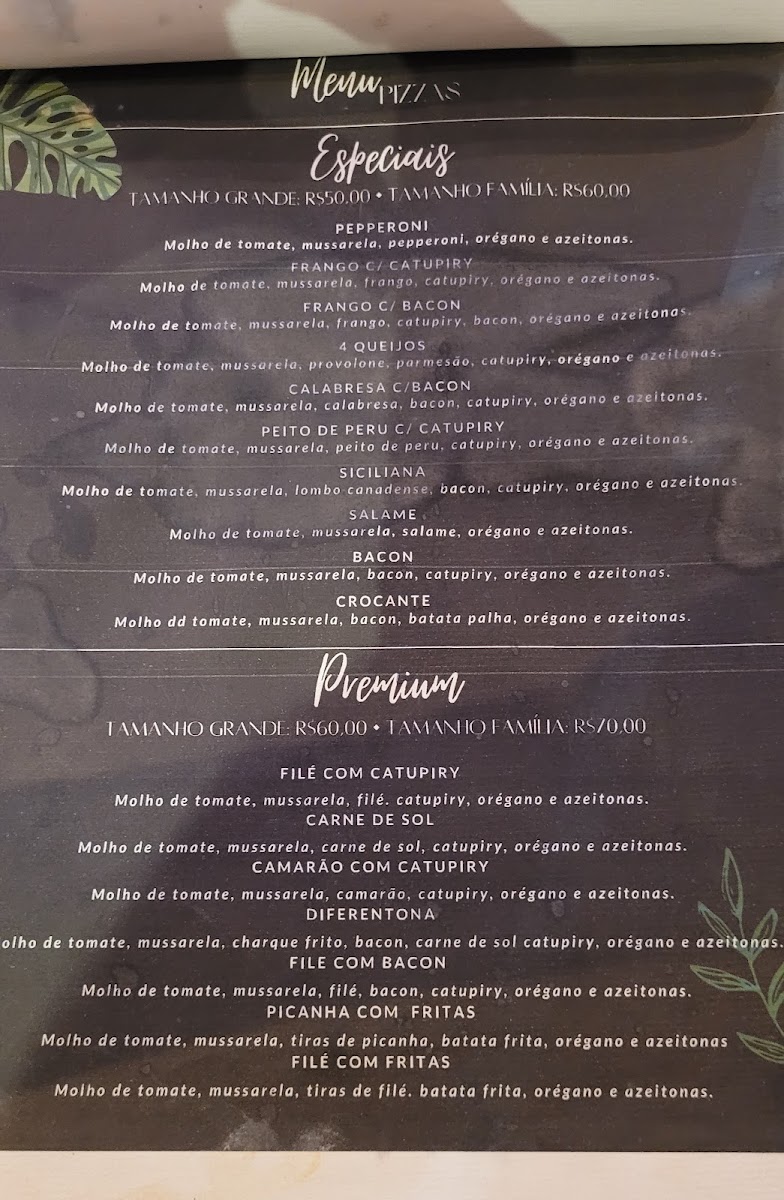 Menu PIZZAS
Especiais
TAMANHO GRANDE: R$50,00 • TAMANHO FAMÍLIA: R$60,00
PEPPERONI
Molho de tomate, mussarela, pepperoni, orégano e azeitonas.
FRANGO C/ CATUPIRY
Molho de tomate, mussarela, frango, catupiry, orégano e azeitonas.
FRANGO C/ BACON
Molho de tomate, mussarela, frango, catupiry, bacon, orégano e azeitonas.
4 QUEIJOS
Molho de tomate, mussarela, provolone, parmesão, catupiry, orégano e azeitonas.
CALABRESA C/BACON
Molho de tomate, mussarela, calabresa, bacon, catupiry, orégano e azeitonas.
PEITO DE PERU C/ CATUPIRY
Molho de tomate, mussarela, peito de peru, catupiry, orégano e azeitonas.
SICILIANA
Molho de tomate, mussarela, lombo canadense, bacon, catupiry, orégano e azeitonas.
SALAME
Molho de tomate, mussarela, salame, orégano e azeitonas.
BACON
Molho de tomate, mussarela, bacon, catupiry, orégano e azeitonas.
CROCANTE
Molho dd tomate, mussarela, bacon, batata palha, orégano e azeitonas.
Premium
TAMANHO GRANDE: R$60,00 • TAMANHO FAMÍLIA: R$70,00
FILÉ COM CATUPIRY
Molho de tomate, mussarela, filé. catupiry, orégano e azeitonas.
CARNE DE SOL
Molho de tomate, mussarela, carne de sol, catupiry, orégano e azeitonas.
CAMARÃO COM CATUPIRY
Molho de tomate, mussarela, camarão, catupiry, orégano e azeitonas.
DIFERENTONA
olho de tomate, mussarela, charque frito, bacon, carne de sol catupiry, orégano e azeitonas.
FILE COM BACON
Molho de tomate, mussarela, filé, bacon, catupiry, orégano e azeitonas.
PICANHA COM FRITAS
Molho de tomate, mussarela, tiras de picanha, batata frita, orégano e azeitonas
FILÉ COM FRITAS
Molho de tomate, mussarela, tiras de filé. batata frita, orégano e azeitonas.